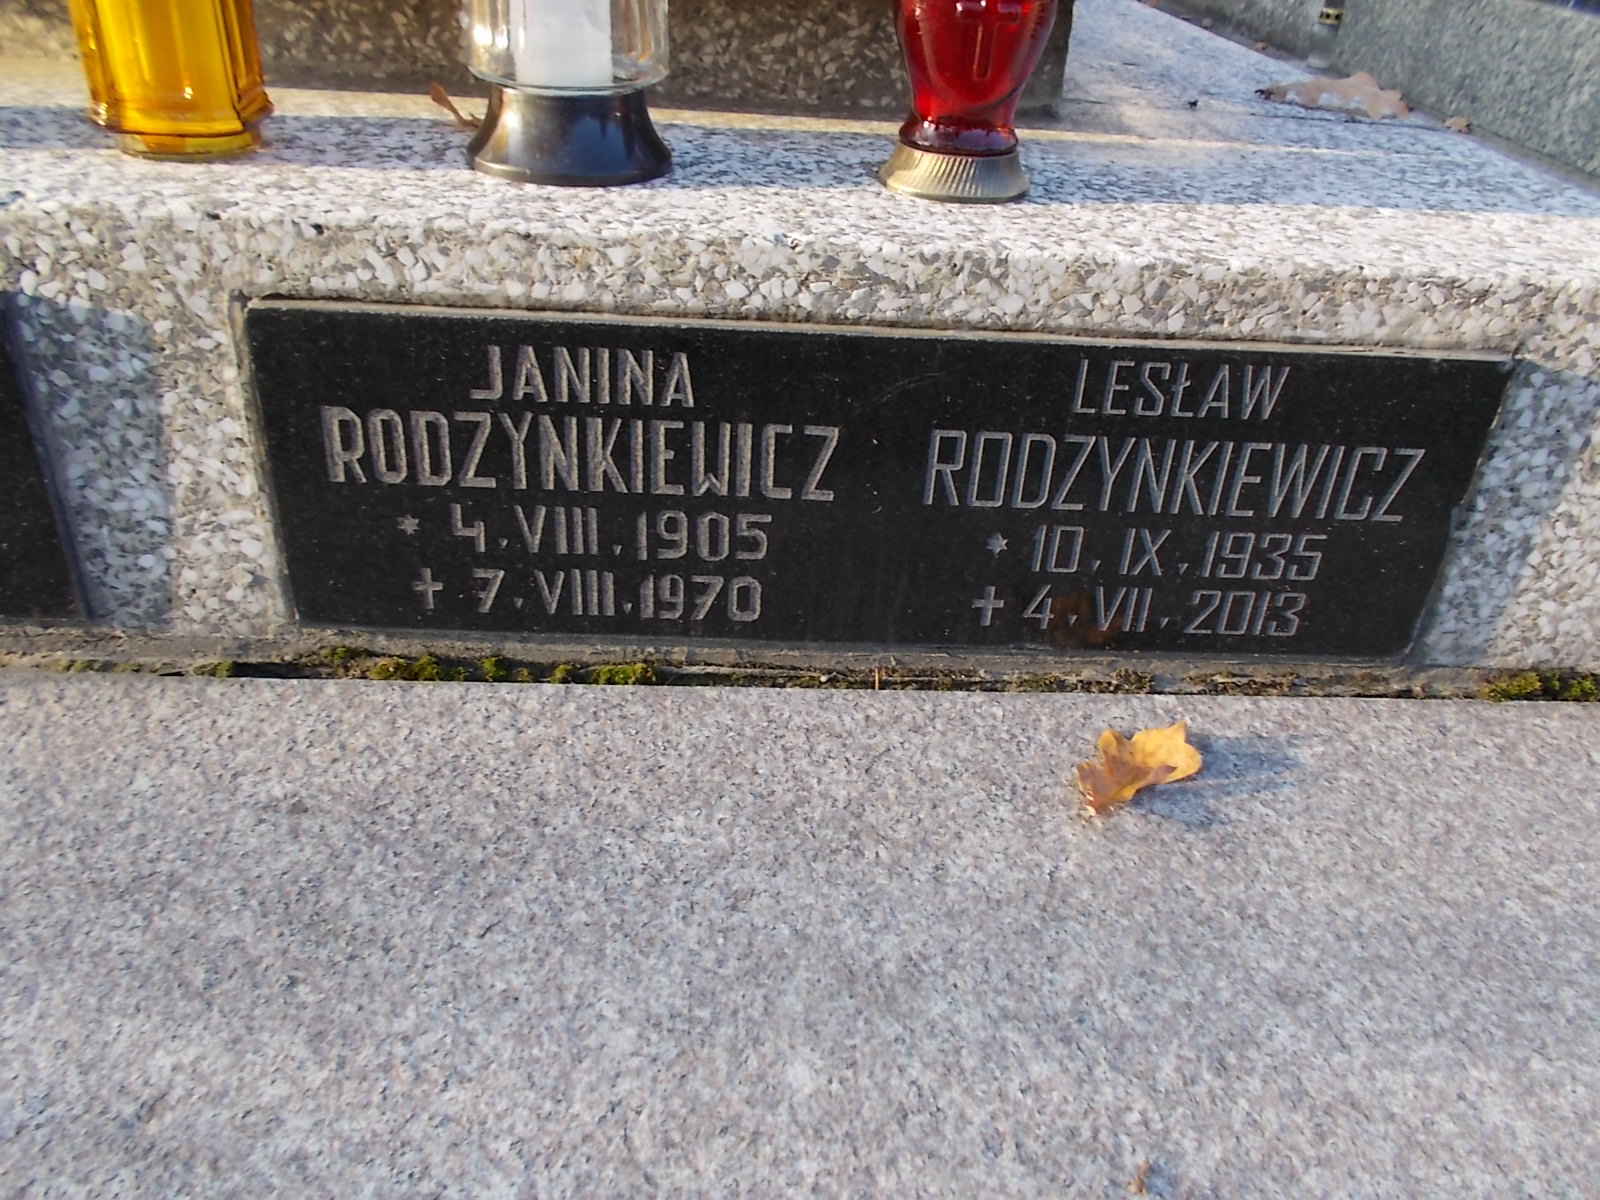 JANINA
RODZYNKIEWICZ
* 4.VIII.1905
✝ 7.VIII.1970
LESŁAW
RODZYNKIEWICZ
* 10.IX.1935
✝ 4.VII.2013